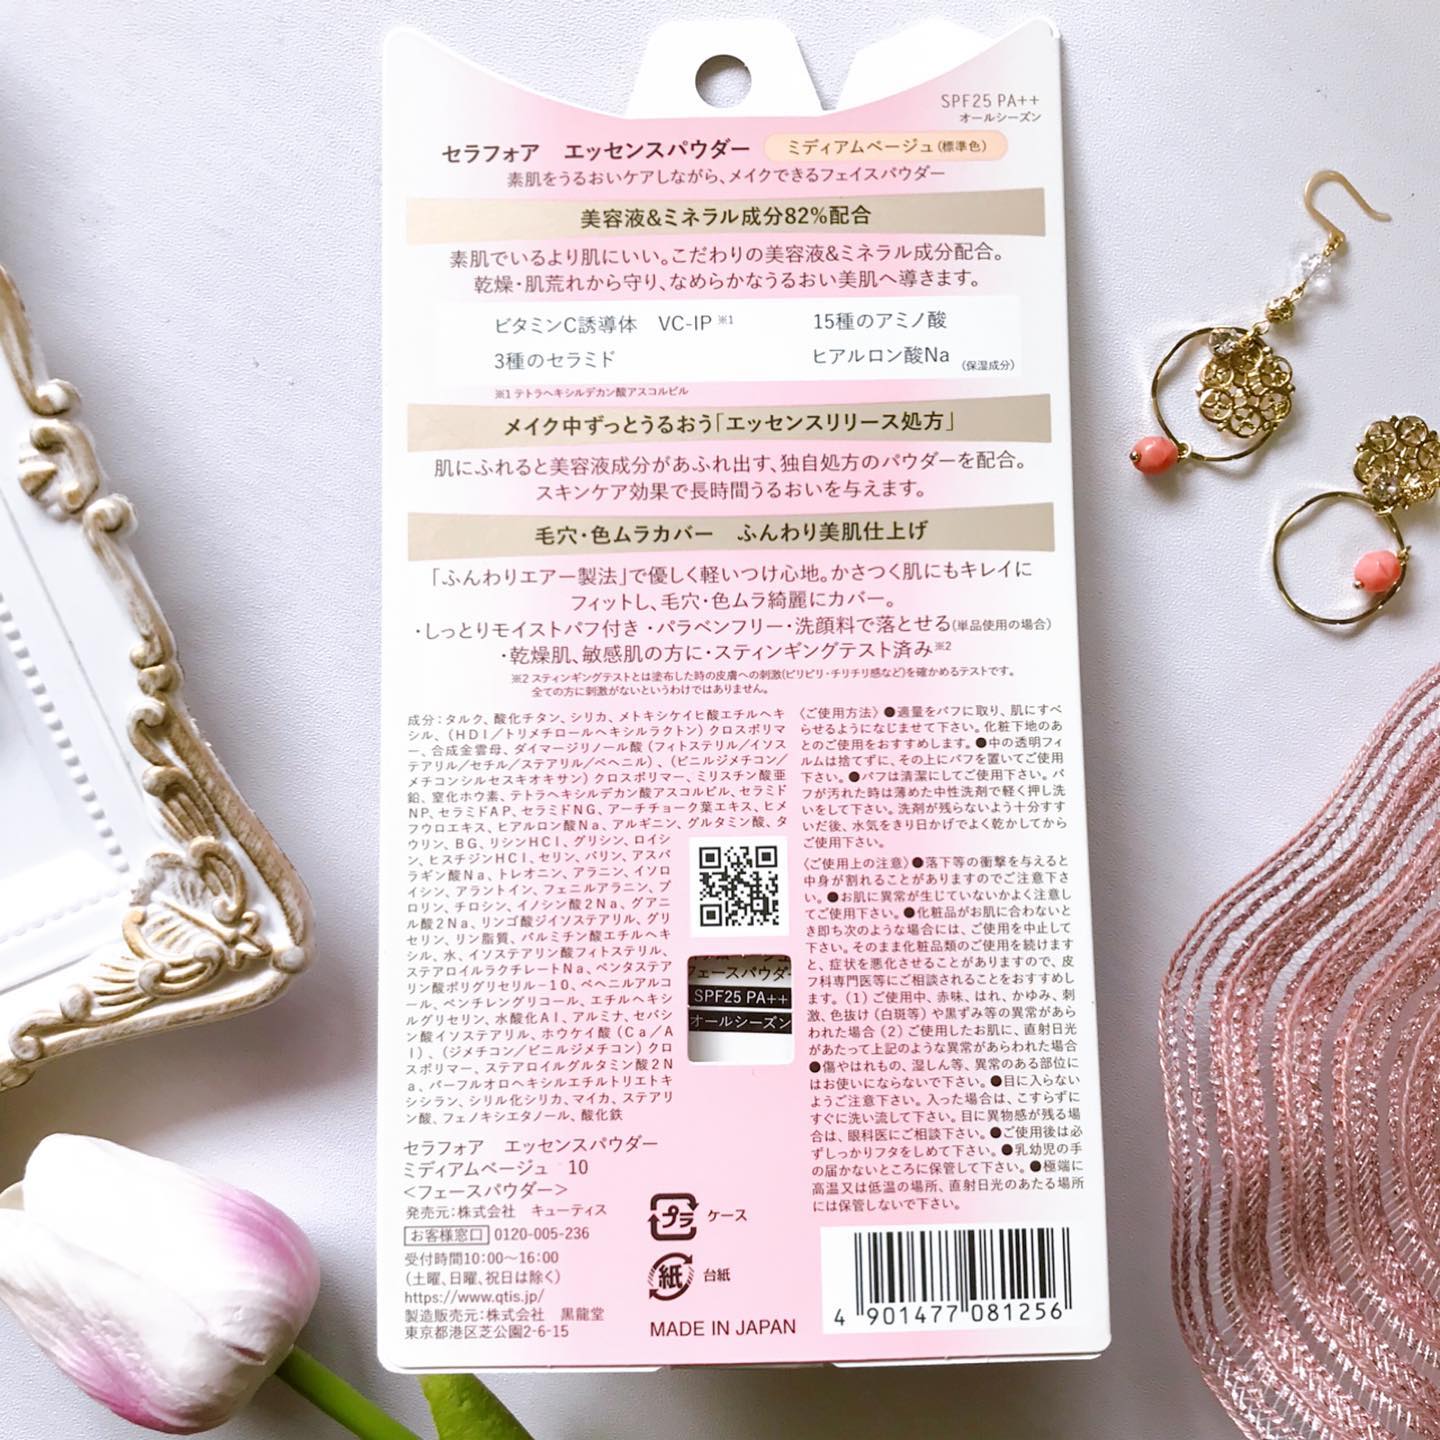 SPF25 PA++
オールシーズン
セラフォア エッセンスパウダー ミディアムベージュ(標準色)
素肌をうるおいケアしながら、メイクできるフェイスパウダー
美容液&ミネラル成分82%配合
素肌でいるより肌にいい。こだわりの美容液&ミネラル成分配合。
乾燥・肌荒れから守り、なめらかなうるおい美肌へ導きます。
ビタミンC誘導体 VC-IP ※1 15種のアミノ酸
3種のセラミド ヒアルロン酸Na (保湿成分)
※1 テトラヘキシルデカン酸アスコルビル
メイク中ずっとうるおう「エッセンスリリース処方」
肌にふれると美容液成分があふれ出す、独自処方のパウダーを配合。
スキンケア効果で長時間うるおいを与えます。
毛穴・色ムラカバー ふんわり美肌仕上げ
「ふんわりエアー製法」で優しく軽いつけ心地。かさつく肌にもキレイに
フィットし、毛穴・色ムラ綺麗にカバー。
・しっとりモイストパフ付き・パラベンフリー・洗顔料で落とせる(単品使用の場合)
・乾燥肌、敏感肌の方に・スティンギングテスト済み※2
※2 スティンギングテストとは塗布した時の皮膚への刺激(ピリピリ・チリチリ感など)を確かめるテストです。
全ての方に刺激がないというわけではありません。
成分:タルク、酸化チタン、シリカ、メトキシケイヒ酸エチルヘキ
シル、(HDI/トリメチロールヘキシルラクトン)クロスポリマ
ー、合成金雲母、ダイマージリノール酸(フィトステリル/イソス
テアリル/セチル/ステアリル/ベヘニル)、(ビニルジメチコン/
メチコンシルセスキオキサン)クロスポリマー、ミリスチン酸亜
鉛、窒化ホウ素、テトラヘキシルデカン酸アスコルビル、セラミド
NP、セラミドAP、セラミドNG、アーチチョーク葉エキス、ヒメ
フウロエキス、ヒアルロン酸Na、アルギニン、グルタミン酸、タ
ウリン、BG、リシンHCl、グリシン、ロイシ
ン、ヒスチジンHCl、セリン、バリン、アスパ
ラギン酸Na、トレオニン、アラニン、イソロ
イシン、アラントイン、フェニルアラニン、プ
ロリン、チロシン、イノシン酸2Na、グアニ
ル酸2Na、リンゴ酸ジイソステアリル、グリ
セリン、リン脂質、パルミチン酸エチルヘキ
シル、水、イソステアリン酸フィトステリル、
ステアロイルラクチレートNa、ペンタステア
リン酸ポリグリセリル-10、ベヘニルアルコ
ール、ペンチレングリコール、エチルヘキシ
ルグリセリン、水酸化Al、アルミナ、セバシ
ン酸イソステアリル、ホウケイ酸(Ca/A
l)、(ジメチコン/ビニルジメチコン)クロ
スポリマー、ステアロイルグルタミン酸2N
a、パーフルオロヘキシルエチルトリエトキ
シシラン、シリル化シリカ、マイカ、ステアリ
ン酸、フェノキシエタノール、酸化鉄
セラフォア エッセンスパウダー
ミディアムベージュ 10
<フェースパウダー>
発売元:株式会社 キューティス
お客様窓口 0120-005-236
受付時間10:00~16:00
(土曜、日曜、祝日は除く)
https://www.qtis.jp/
製造販売元:株式会社 黒龍堂
東京都港区芝公園2-6-15
フェースパウダー
SPF25 PA++
オールシーズン
プラ ケース
紙 台紙
MADE IN JAPAN
〈ご使用方法〉●適量をパフに取り、肌にすべ
らせるようになじませて下さい。化粧下地のあ
とのご使用をおすすめします。●中の透明フィ
ルムは捨てずに、その上にパフを置いてご使用
下さい。●パフは清潔にしてご使用下さい。パ
フが汚れた時は薄めた中性洗剤で軽く押し洗
いをして下さい。洗剤が残らないよう十分すす
いだ後、水気をきり日かげでよく乾かしてから
ご使用下さい。
〈ご使用上の注意〉●落下等の衝撃を与えると
中身が割れることがありますのでご注意下さ
い。●お肌に異常が生じていないかよく注意し
てご使用下さい。●化粧品がお肌に合わないと
き即ち次のような場合には、ご使用を中止して
下さい。そのまま化粧品類のご使用を続けます
と、症状を悪化させることがありますので、皮
フ科専門医等にご相談されることをおすすめし
ます。(1)ご使用中、赤味、はれ、かゆみ、刺
激、色抜け(白斑等)や黒ずみ等の異常があら
われた場合(2)ご使用したお肌に、直射日光
があたって上記のような異常があらわれた場合
●傷やはれもの、湿しん等、異常のある部位に
はお使いにならないで下さい。●目に入らない
ようご注意下さい。入った場合は、こすらずに
すぐに洗い流して下さい。目に異物感が残る場
合は、眼科医にご相談下さい。●ご使用後は必
ずしっかりフタをしめて下さい。●乳幼児の手
の届かないところに保管して下さい。●極端に
高温又は低温の場所、直射日光のあたる場所
には保管しないで下さい。
4 901477 081256